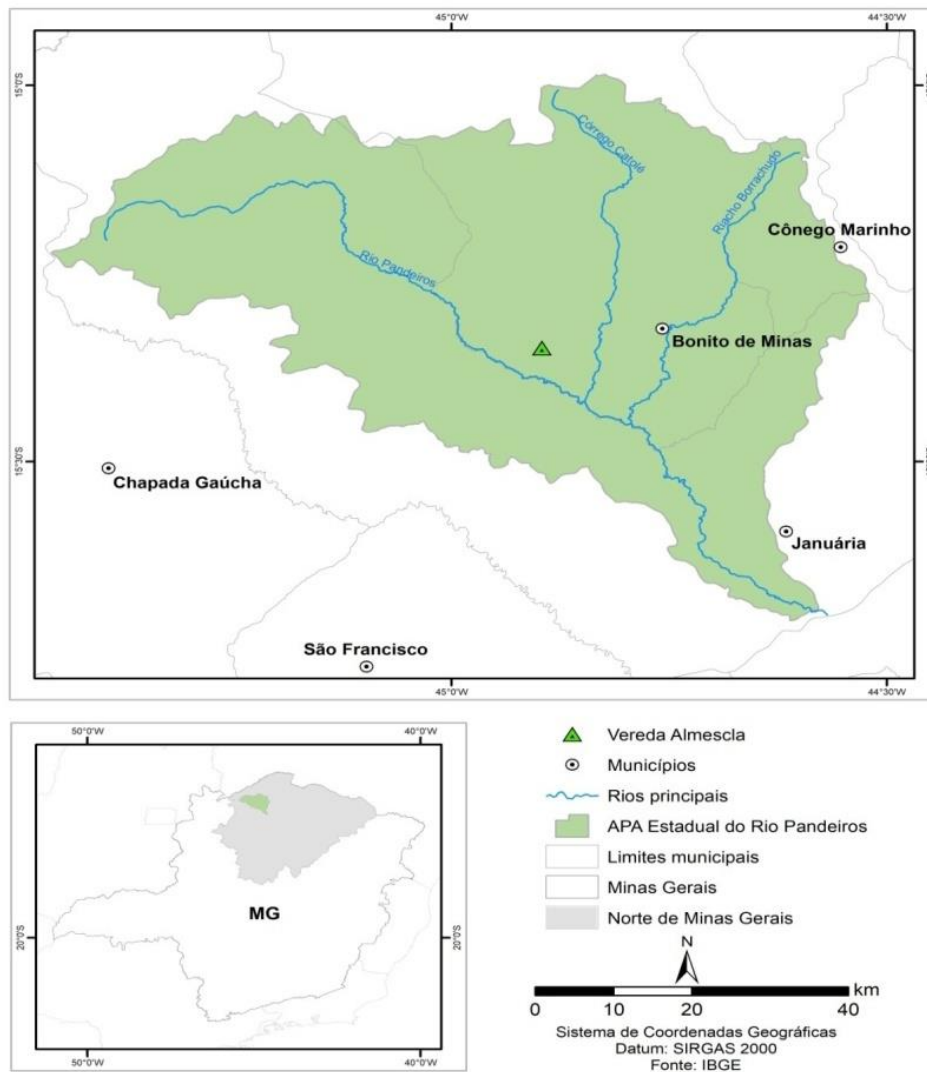 45°0'W
44°30'W
15°0'S
Córrego Catolé
Riacho Borrachudo
Cônego Marinho
Rio Pandeiros
Bonito de Minas
15°30'S
Chapada Gaúcha
Januária
São Francisco
45°0'W
44°30'W
50°0'W
40°0'W
MG
20°S
20°S
50°0'W
40°0'W
Vereda Almescla
Municípios
Rios principais
APA Estadual do Rio Pandeiros
Limites municipais
Minas Gerais
Norte de Minas Gerais
N
km
0 10 20 40
Sistema de Coordenadas Geográficas
Datum: SIRGAS 2000
Fonte: IBGE